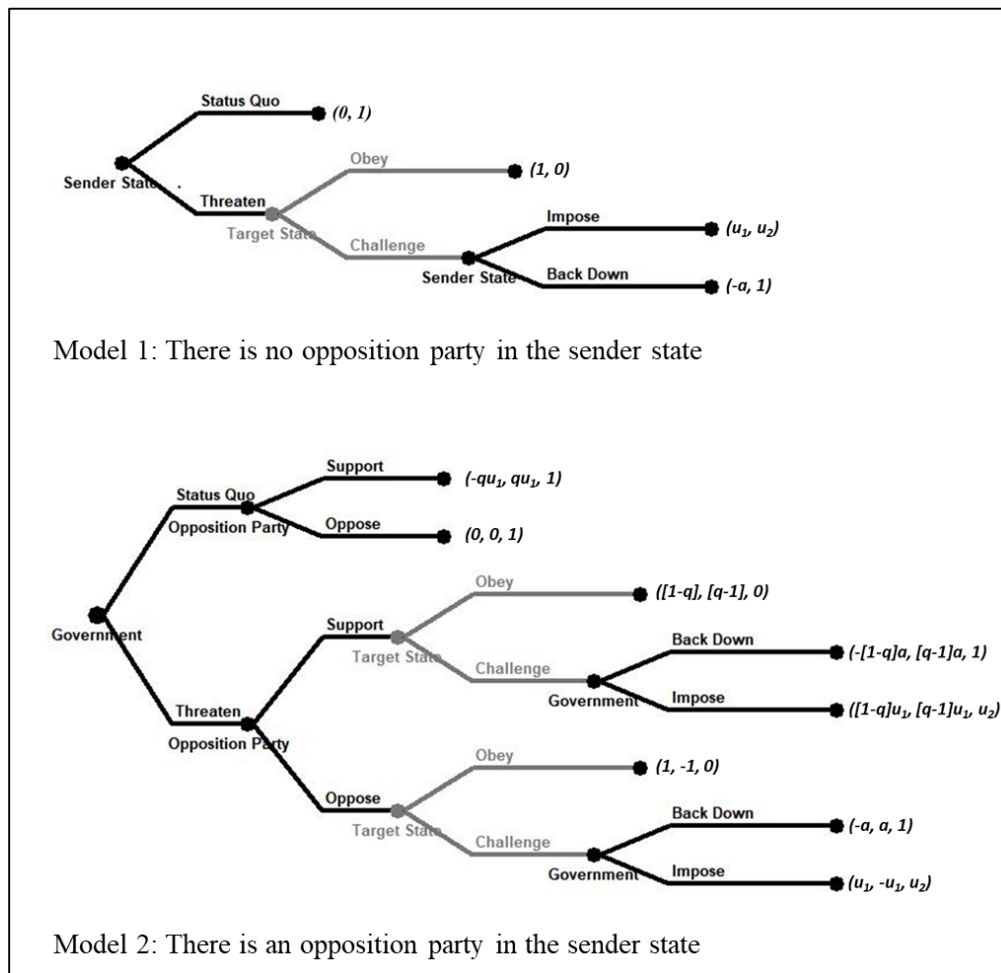 Status Quo
(0, 1)
Obey
(1, 0)
Sender State
Threaten
Target State
Impose
(u₁, u₂)
Challenge
Sender State
Back Down
(-a, 1)
Model 1: There is no opposition party in the sender state
Support
(-qu₁, qu₁, 1)
Status Quo
Opposition Party
Oppose
(0, 0, 1)
Obey
([1-q], [q-1], 0)
Government
Support
Target State
Back Down
(-[1-q]a, [q-1]a, 1)
Challenge
Government
Impose
([1-q]u₁, [q-1]u₁, u₂)
Threaten
Opposition Party
Obey
(1, -1, 0)
Oppose
Target State
Back Down
(-a, a, 1)
Challenge
Government
Impose
(u₁, -u₁, u₂)
Model 2: There is an opposition party in the sender state